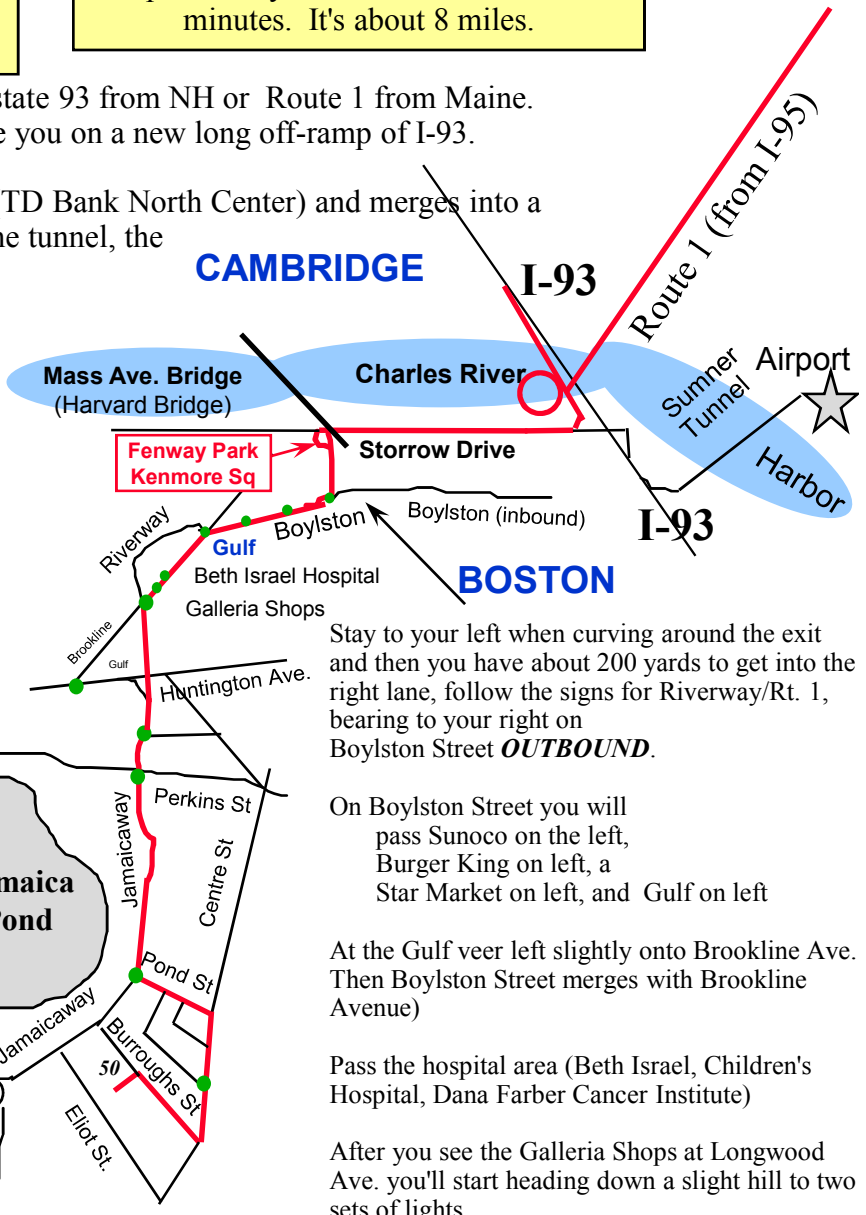 minutes. It's about 8 miles.
93 from NH or Route 1 from Maine.
you on a new long off-ramp of I-93.
TD Bank North Center) and merges into a
tunnel, the
CAMBRIDGE
I-93
Route 1 (from I-95)
Mass Ave. Bridge
(Harvard Bridge)
Charles River
Sumner
Tunnel
Airport
Harbor
Fenway Park
Kenmore Sq
Storrow Drive
Boylston
Boylston (inbound)
I-93
Riverway
Gulf
Beth Israel Hospital
BOSTON
Galleria Shops
Brookline
Gulf
Huntington Ave.
Perkins St
Jamaicaway
Centre St
maica
ond
Pond St
Jamaicaway
Burroughs St
50
Eliot St.
Stay to your left when curving around the exit
and then you have about 200 yards to get into the
right lane, follow the signs for Riverway/Rt. 1,
bearing to your right on
Boylston Street OUTBOUND.
On Boylston Street you will
pass Sunoco on the left,
Burger King on left, a
Star Market on left, and Gulf on left
At the Gulf veer left slightly onto Brookline Ave.
Then Boylston Street merges with Brookline
Avenue)
Pass the hospital area (Beth Israel, Children's
Hospital, Dana Farber Cancer Institute)
After you see the Galleria Shops at Longwood
Ave. you'll start heading down a slight hill to two
sets of lights